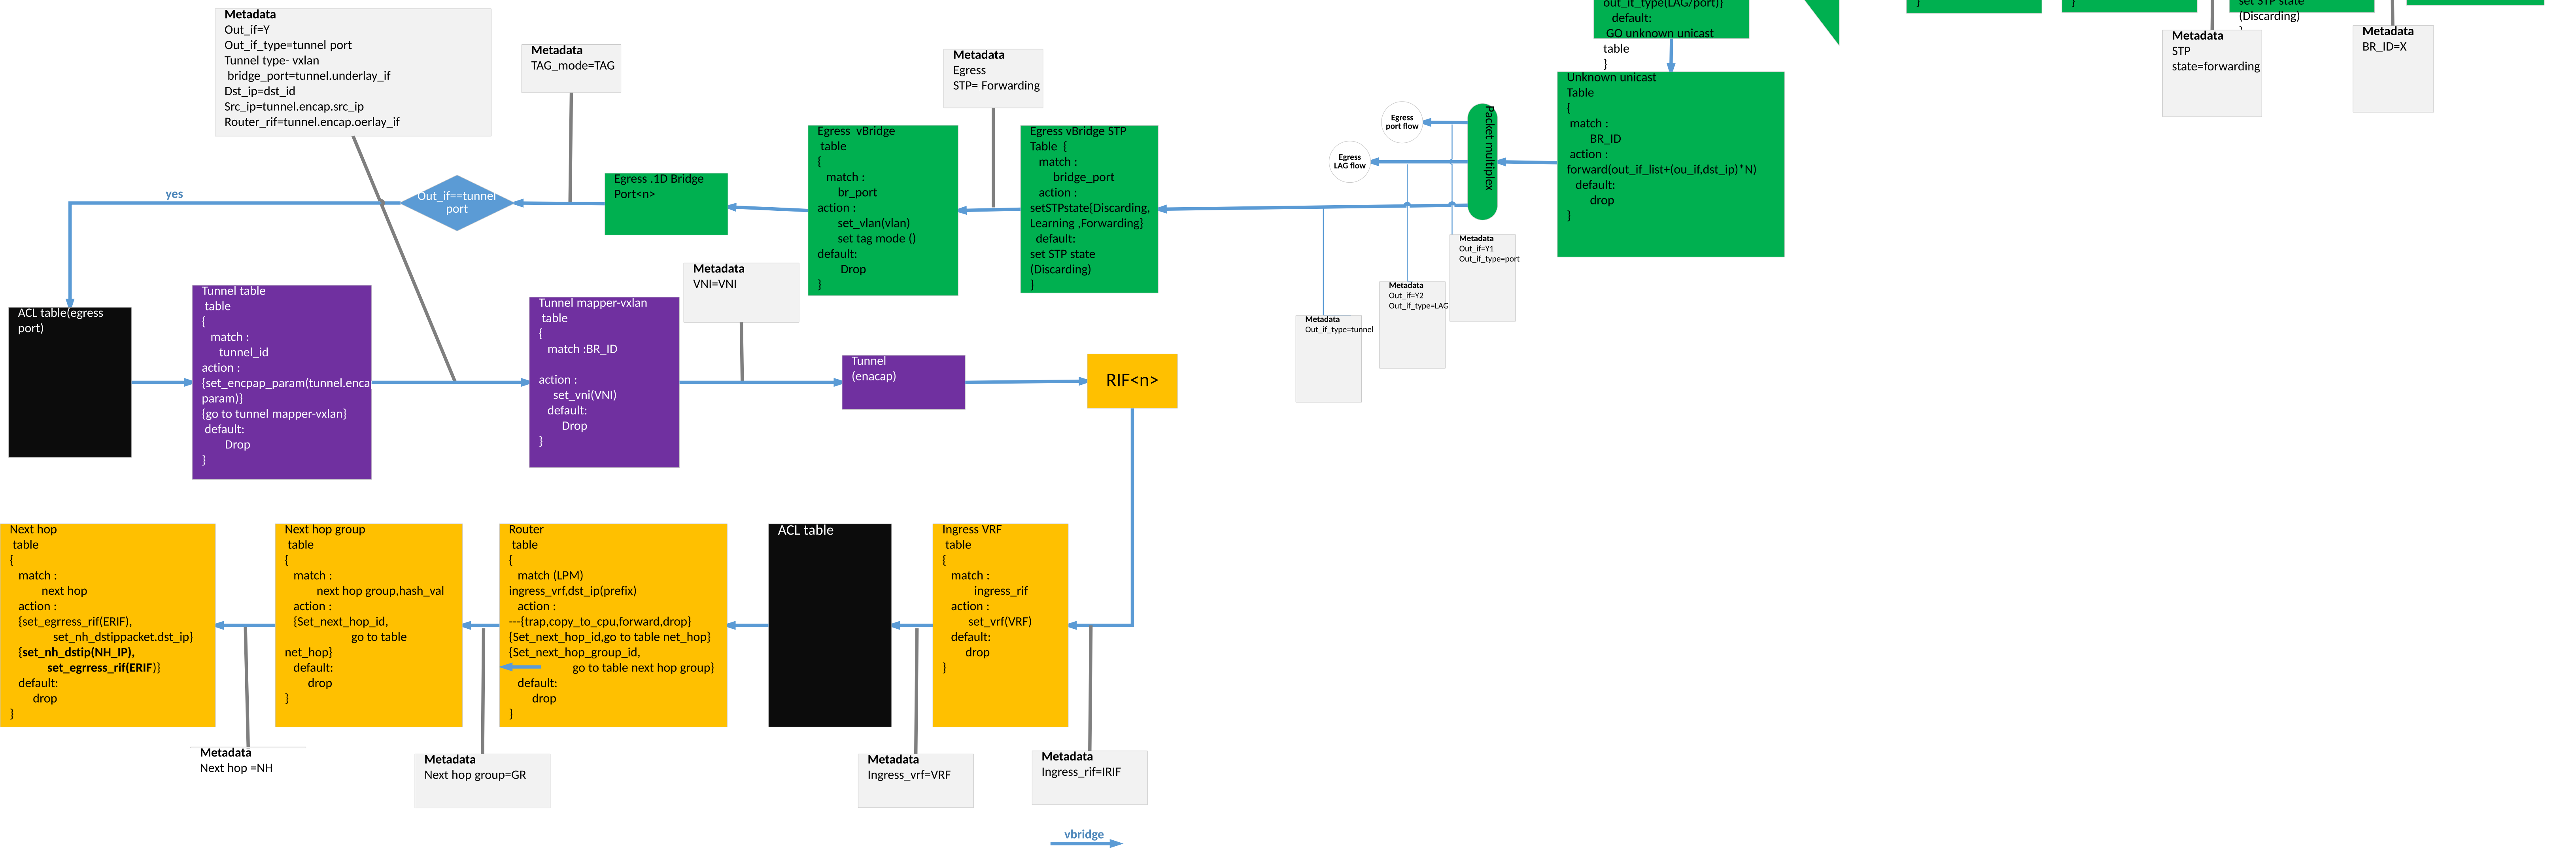 Metadata
Out_if=Y
Out_if_type=tunnel port
Tunnel type- vxlan
bridge_port=tunnel.underlay_if
Dst_ip=dst_id
Src_ip=tunnel.encap.src_ip
Router_rif=tunnel.encap.oerlay_if
Metadata
TAG_mode=TAG
Metadata
Egress
STP= Forwarding
out_it_type(LAG/port)}
default:
GO unknown unicast
table
}
}
}
set STP state
(Discarding)
}
Metadata
STP
state=forwarding
Metadata
BR_ID=X
Unknown unicast
Table
{
match :
BR_ID
action :
forward(out_if_list+(ou_if,dst_ip)*N)
default:
drop
}
Packet multiplex
Egress
port flow
Egress
LAG flow
Metadata
Out_if=Y1
Out_if_type=port
Metadata
Out_if=Y2
Out_if_type=LAG
Metadata
Out_if_type=tunnel
Egress vBridge STP
Table {
match :
bridge_port
action :
setSTPstate{Discarding,
Learning ,Forwarding}
default:
set STP state
(Discarding)
}
Egress vBridge
table
{
match :
br_port
action :
set_vlan(vlan)
set tag mode ()
default:
Drop
}
Egress .1D Bridge
Port<n>
Out_if==tunnel
port
yes
ACL table(egress
port)
Tunnel table
table
{
match :
tunnel_id
action :
{set_encpap_param(tunnel.enca
param)}
{go to tunnel mapper-vxlan}
default:
Drop
}
Tunnel mapper-vxlan
table
{
match :BR_ID
action :
set_vni(VNI)
default:
Drop
}
Metadata
VNI=VNI
Tunnel
(enacap)
RIF<n>
Next hop
table
{
match :
next hop
action :
{set_egrress_rif(ERIF),
set_nh_dstippacket.dst_ip}
{set_nh_dstip(NH_IP),
set_egrress_rif(ERIF)}
default:
drop
}
Next hop group
table
{
match :
next hop group,hash_val
action :
{Set_next_hop_id,
go to table
net_hop}
default:
drop
}
Router
table
{
match (LPM)
ingress_vrf,dst_ip(prefix)
action :
---{trap,copy_to_cpu,forward,drop}
{Set_next_hop_id,go to table net_hop}
{Set_next_hop_group_id,
go to table next hop group}
default:
drop
}
ACL table
Ingress VRF
table
{
match :
ingress_rif
action :
set_vrf(VRF)
default:
drop
}
Metadata
Next hop =NH
Metadata
Next hop group=GR
Metadata
Ingress_vrf=VRF
Metadata
Ingress_rif=IRIF
vbridge